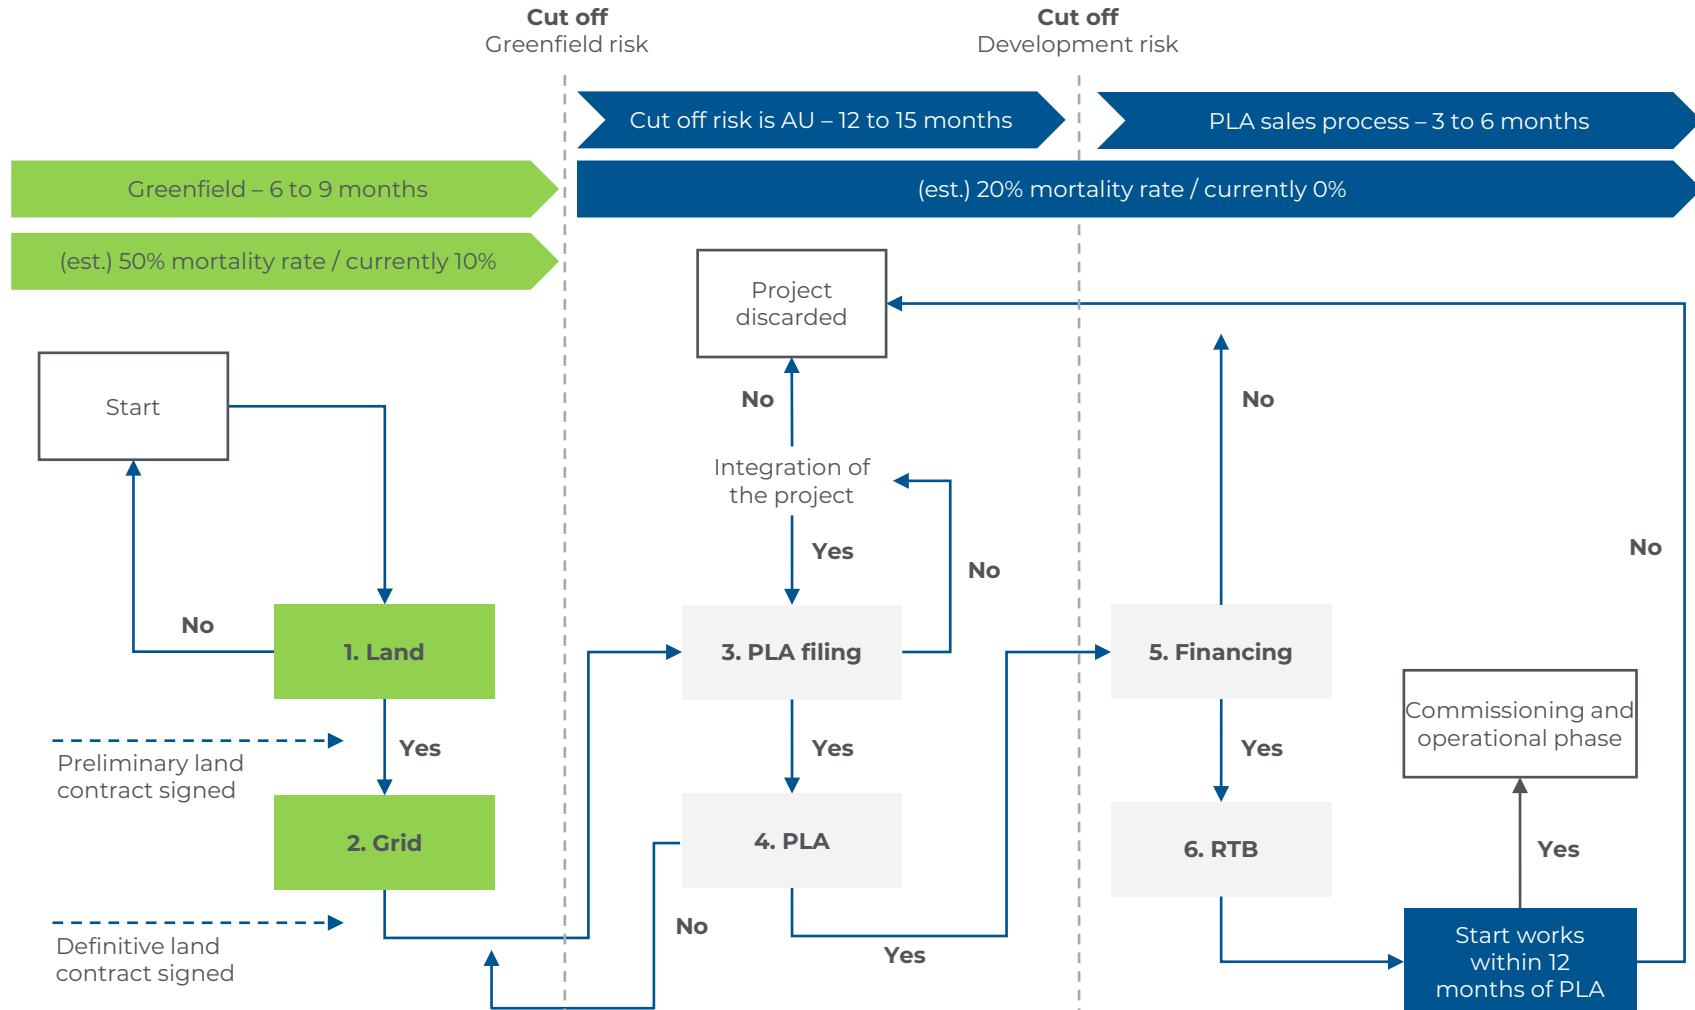 Cut off
Greenfield risk
Cut off
Development risk
Cut off risk is AU – 12 to 15 months
PLA sales process – 3 to 6 months
Greenfield – 6 to 9 months
(est.) 20% mortality rate / currently 0%
(est.) 50% mortality rate / currently 10%
Project
discarded
Start
No
No
Integration of
the project
Yes
No
No
No
1. Land
3. PLA filing
5. Financing
Yes
Preliminary land
contract signed
Yes
Yes
Commissioning and
operational phase
2. Grid
4. PLA
6. RTB
Yes
Definitive land
contract signed
No
Yes
Start works
within 12
months of PLA